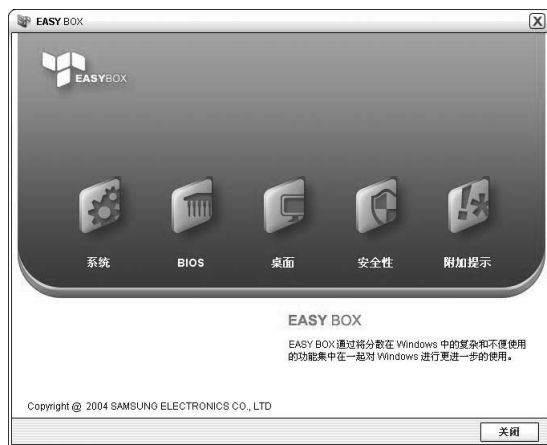 EASY BOX
EASYBOX
系统
BIOS
桌面
安全性
附加提示
EASY BOX
EASY BOX 通过将分散在 Windows 中的复杂和不便使用
的功能集中在一起对 Windows 进行更进一步的使用。
Copyright @ 2004 SAMSUNG ELECTRONICS CO., LTD
关闭